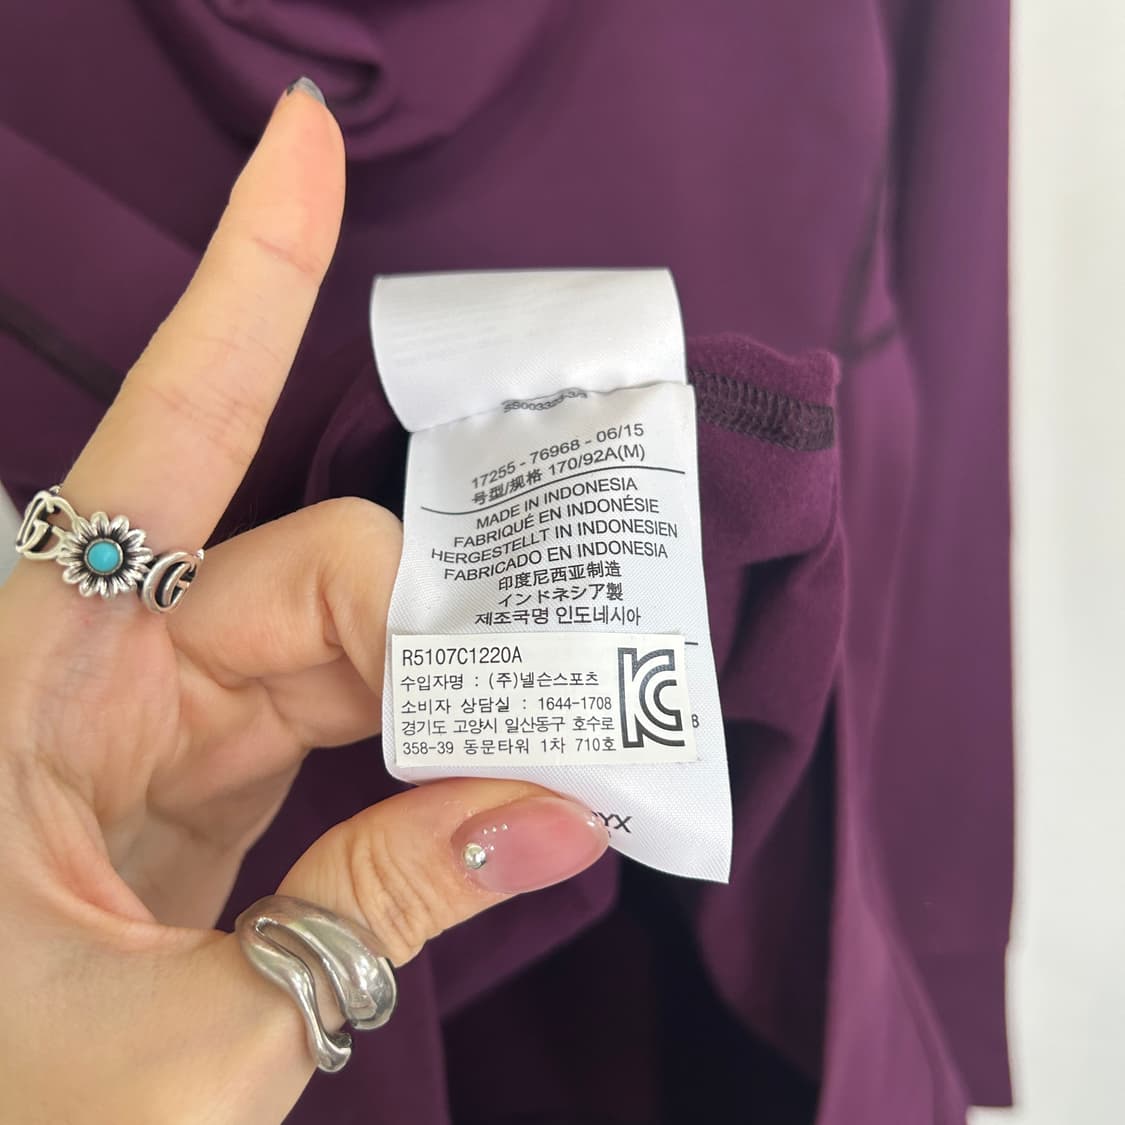 17255 - 76968 - 06/15
号型/规格 170/92A(M)
MADE IN INDONESIA
FABRIQUÉ EN INDONÉSIE
HERGESTELLT IN INDONESIEN
FABRICADO EN INDONESIA
印度尼西亚制造
インドネシア製
제조국명 인도네시아
R5107C1220A
수입자명 : (주)넬슨스포츠
소비자 상담실 : 1644-1708
경기도 고양시 일산동구 호수로
358-39 동문타워 1차 710호
8
YX